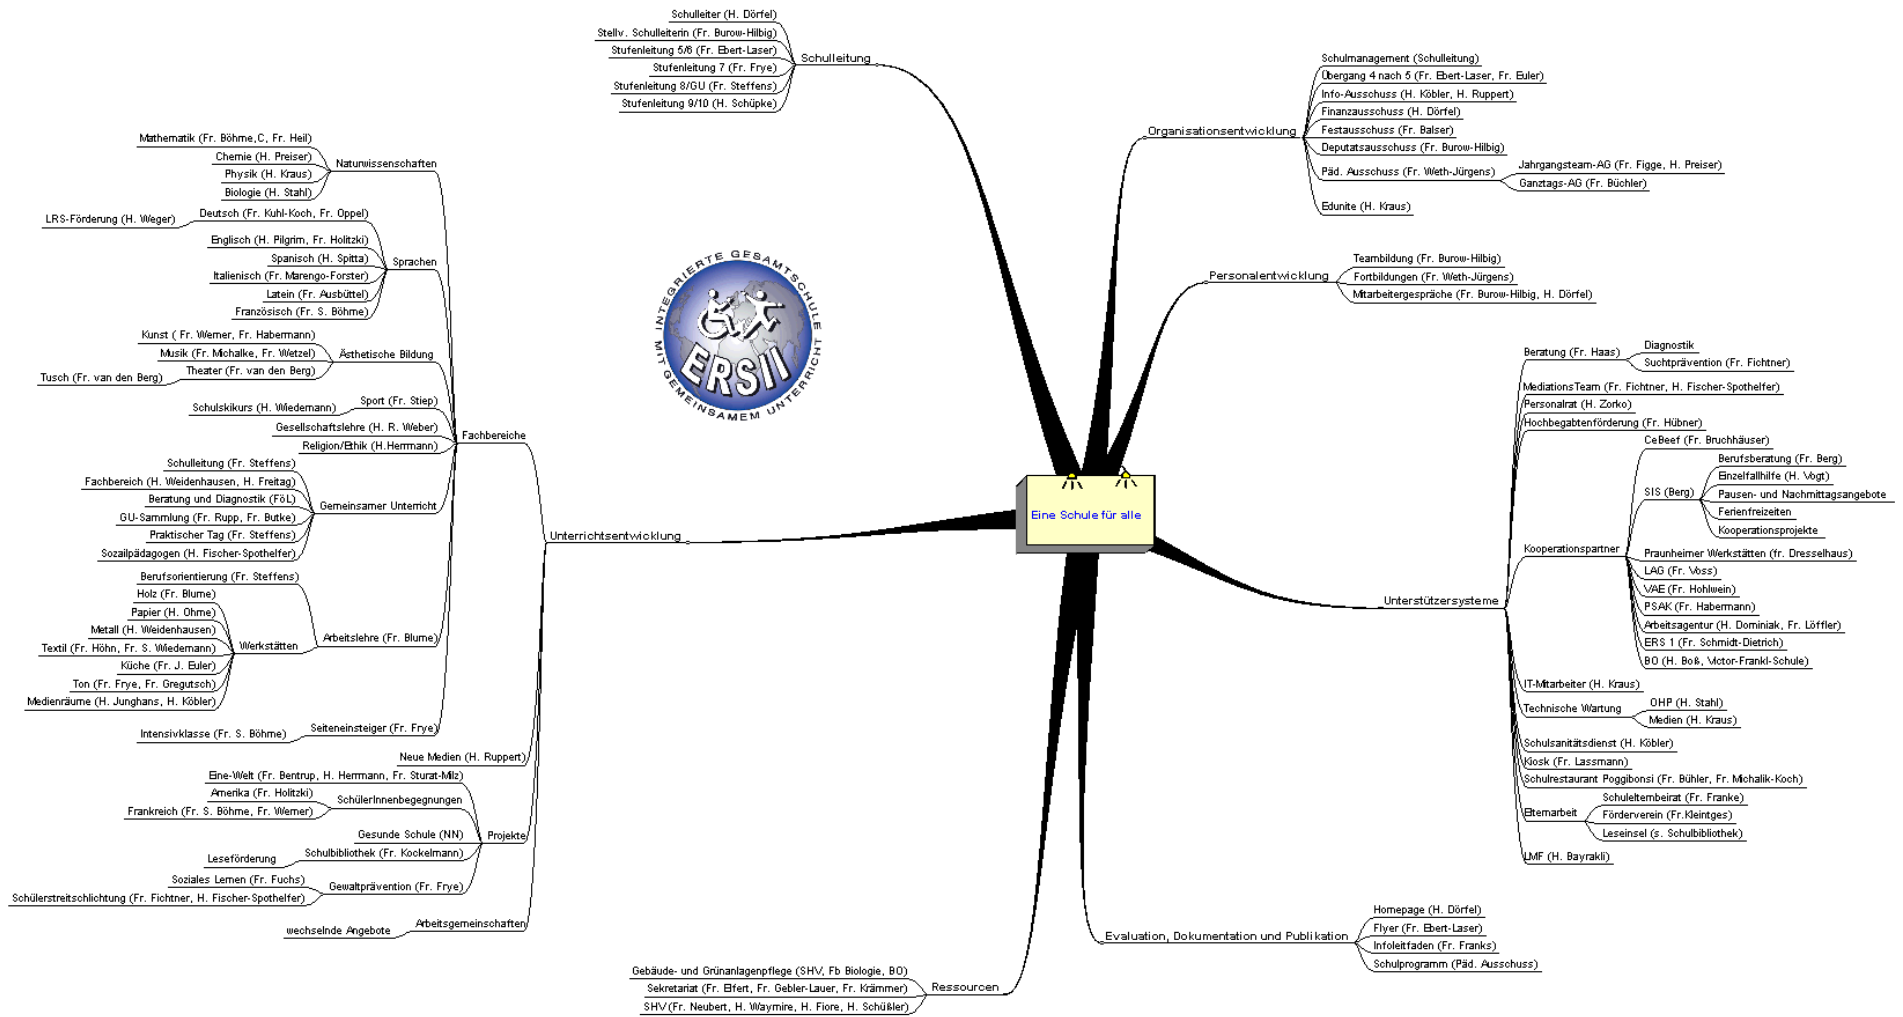 Schulleiter (H. Dörfel)
Stellv. Schulleiterin (Fr. Burow-Hilbig)
Stufenleitung 5/6 (Fr. Ebert-Laser)
Stufenleitung 7 (Fr. Frye)
Stufenleitung 8/GU (Fr. Steffens)
Stufenleitung 9/10 (H. Schüpke)
Schulleitung
Mathematik (Fr. Böhme,C, Fr. Heil)
Chemie (H. Preiser)
Physik (H. Kraus)
Biologie (H. Stahl)
Naturwissenschaften
LRS-Förderung (H. Weger)
Deutsch (Fr. Kuhl-Koch, Fr. Oppel)
Englisch (H. Pilgrim, Fr. Holitzki)
Spanisch (H. Spitta)
Italienisch (Fr. Marengo-Forster)
Latein (Fr. Ausbüttel)
Französisch (Fr. S. Böhme)
Sprachen
Kunst ( Fr. Werner, Fr. Habermann)
Musik (Fr. Michalke, Fr. Wetzel)
Tusch (Fr. van den Berg)
Theater (Fr. van den Berg)
Ästhetische Bildung
Schulskikurs (H. Wiedemann)
Sport (Fr. Stiep)
Gesellschaftslehre (H. R. Weber)
Religion/Ethik (H.Herrmann)
Fachbereiche
Schulleitung (Fr. Steffens)
Fachbereich (H. Weidenhausen, H. Freitag)
Beratung und Diagnostik (FöL)
GU-Sammlung (Fr. Rupp, Fr. Butke)
Praktischer Tag (Fr. Steffens)
Sozailpädagogen (H. Fischer-Spothelfer)
Gemeinsamer Unterricht
Berufsorientierung (Fr. Steffens)
Holz (Fr. Blume)
Papier (H. Ohme)
Metall (H. Weidenhausen)
Textil (Fr. Höhn, Fr. S. Wiedemann)
Küche (Fr. J. Euler)
Ton (Fr. Frye, Fr. Gregutsch)
Medienräume (H. Junghans, H. Köbler)
Werkstätten
Arbeitslehre (Fr. Blume)
Intensivklasse (Fr. S. Böhme)
Seiteneinsteiger (Fr. Frye)
Unterrichtsentwicklung
Neue Medien (H. Ruppert)
Eine-Welt (Fr. Bentrup, H. Herrmann, Fr. Sturat-Milz)
Amerika (Fr. Holitzki)
Frankreich (Fr. S. Böhme, Fr. Werner)
SchülerInnenbegegnungen
Gesunde Schule (NN)
Leseförderung
Schulbibliothek (Fr. Kockelmann)
Soziales Lernen (Fr. Fuchs)
Schülerstreitschlichtung (Fr. Fichtner, H. Fischer-Spothelfer)
Gewaltprävention (Fr. Frye)
Projekte
wechselnde Angebote
Arbeitsgemeinschaften
INTEGRIERTE GESAMTSCHULE
MIT GEMEINSAMEM UNTERRICHT
ERSII
Eine Schule für alle
Organisationsentwicklung
Schulmanagement (Schulleitung)
Übergang 4 nach 5 (Fr. Ebert-Laser, Fr. Euler)
Info-Ausschuss (H. Köbler, H. Ruppert)
Finanzausschuss (H. Dörfel)
Festausschuss (Fr. Balser)
Deputatsausschuss (Fr. Burow-Hilbig)
Päd. Ausschuss (Fr. Weth-Jürgens)
Jahrgangsteam-AG (Fr. Figge, H. Preiser)
Ganztags-AG (Fr. Büchler)
Edunite (H. Kraus)
Personalentwicklung
Teambildung (Fr. Burow-Hilbig)
Fortbildungen (Fr. Weth-Jürgens)
Mitarbeitergespräche (Fr. Burow-Hilbig, H. Dörfel)
Unterstützersysteme
Beratung (Fr. Haas)
Diagnostik
Suchtprävention (Fr. Fichtner)
MediationsTeam (Fr. Fichtner, H. Fischer-Spothelfer)
Personalrat (H. Zorko)
Hochbegabtenförderung (Fr. Hübner)
Kooperationspartner
CeBeef (Fr. Bruchhäuser)
SIS (Berg)
Berufsberatung (Fr. Berg)
Einzelfallhilfe (H. Vogt)
Pausen- und Nachmittagsangebote
Ferienfreizeiten
Kooperationsprojekte
Praunheimer Werkstätten (fr. Dresselhaus)
LAG (Fr. Voss)
VAE (Fr. Hohlwein)
PSAK (Fr. Habermann)
Arbeitsagentur (H. Dominiak, Fr. Löffler)
ERS 1 (Fr. Schmidt-Dietrich)
BO (H. Boß, Victor-Frankl-Schule)
IT-Mitarbeiter (H. Kraus)
Technische Wartung
OHP (H. Stahl)
Medien (H. Kraus)
Schulsanitätsdienst (H. Köbler)
Kiosk (Fr. Lassmann)
Schulrestaurant Poggibonsi (Fr. Bühler, Fr. Michalik-Koch)
Elternarbeit
Schulelternbeirat (Fr. Franke)
Förderverein (Fr.Kleintges)
Leseinsel (s. Schulbibliothek)
LMF (H. Bayrakli)
Evaluation, Dokumentation und Publikation
Homepage (H. Dörfel)
Flyer (Fr. Ebert-Laser)
Infoleitfaden (Fr. Franks)
Schulprogramm (Päd. Ausschuss)
Gebäude- und Grünanlagenpflege (SHV, Fb Biologie, BO)
Sekretariat (Fr. Elfert, Fr. Gebler-Lauer, Fr. Krämmer)
SHV (Fr. Neubert, H. Waymire, H. Fiore, H. Schüßler)
Ressourcen